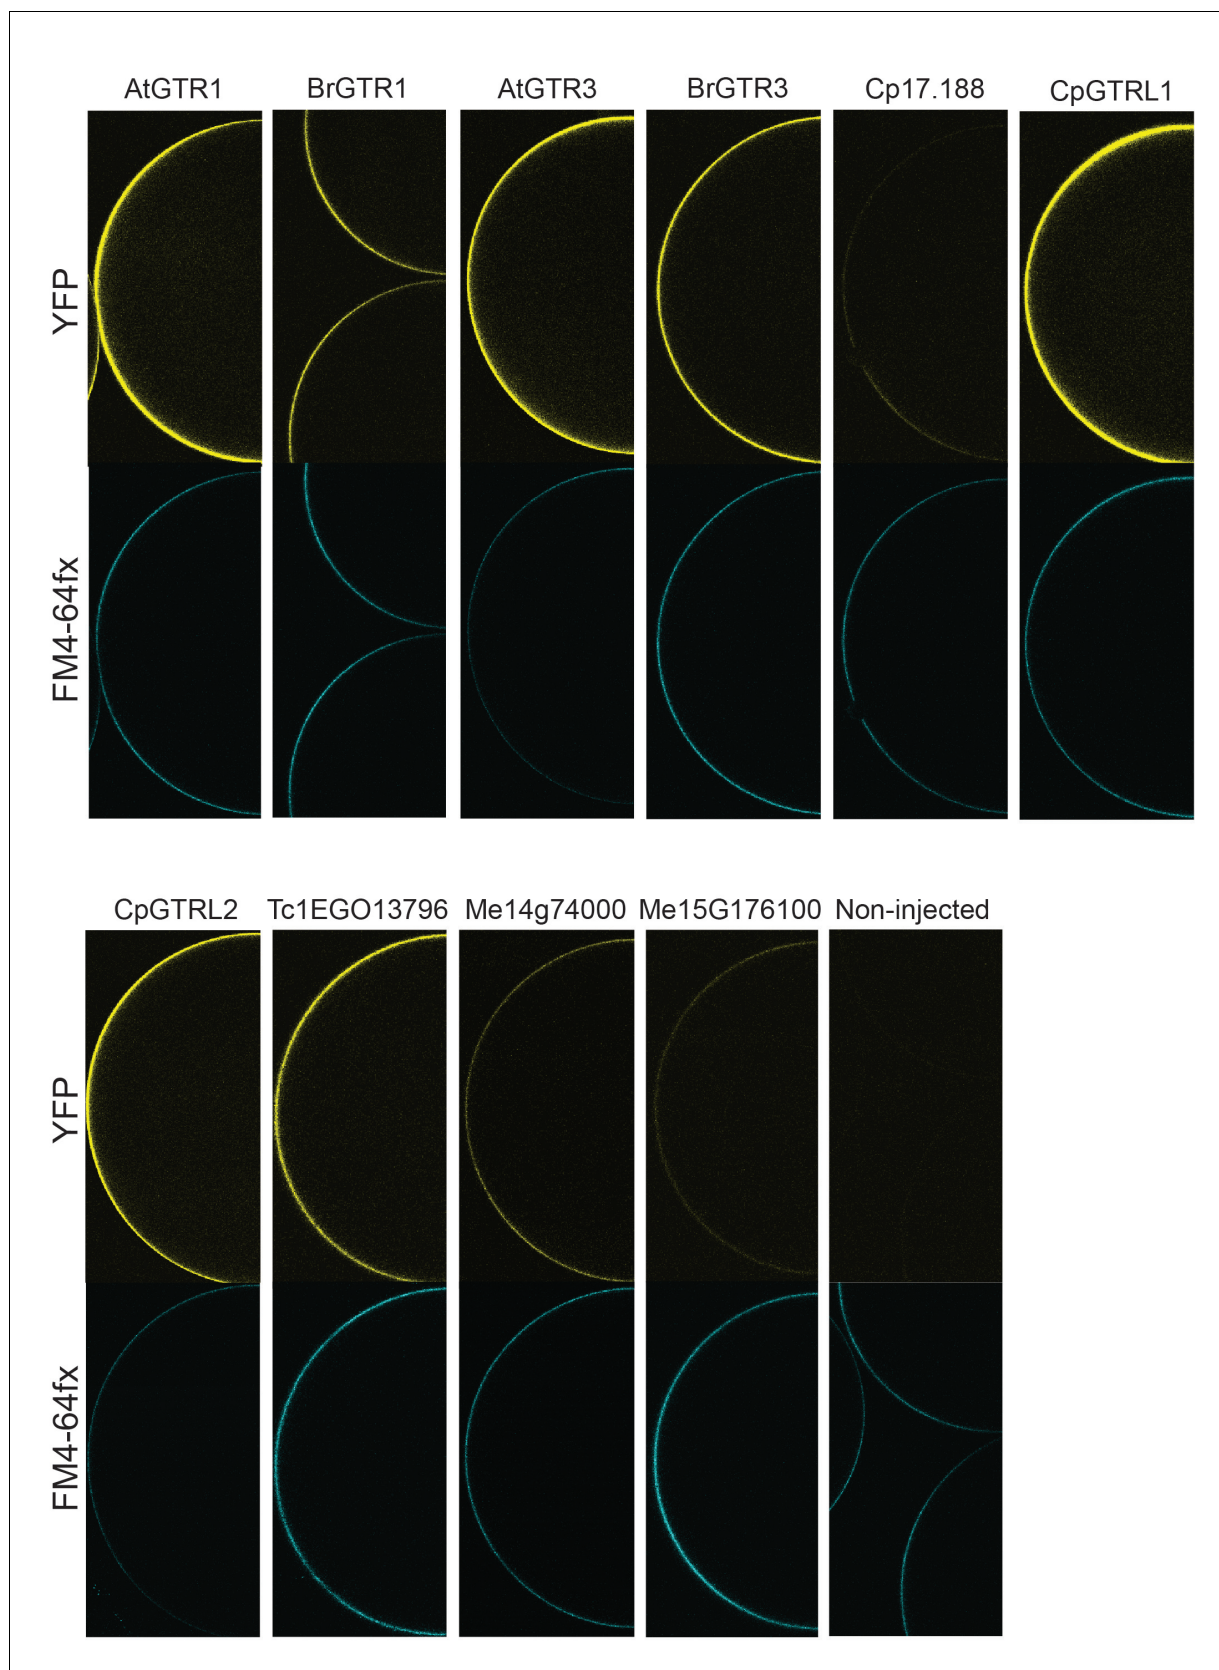 AtGTR1 BrGTR1 AtGTR3 BrGTR3 Cp17.188 CpGTRL1
YFP
FM4-64fx
CpGTRL2 Tc1EGO13796 Me14g74000 Me15G176100 Non-injected
YFP
FM4-64fx